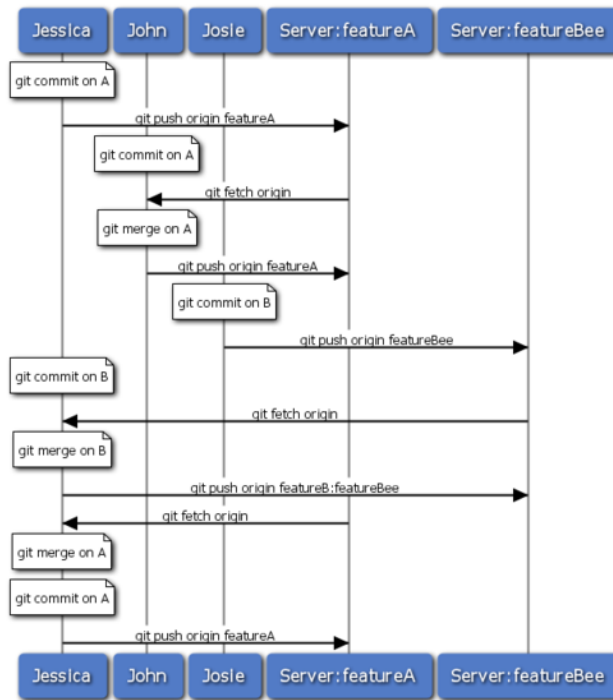 Jessica John Josie Server:featureA Server:featureBee
git commit on A
git push origin featureA
git commit on A
git fetch origin
git merge on A
git push origin featureA
git commit on B
git push origin featureBee
git commit on B
git fetch origin
git merge on B
git push origin featureB:featureBee
git fetch origin
git merge on A
git commit on A
git push origin featureA
Jessica John Josie Server:featureA Server:featureBee